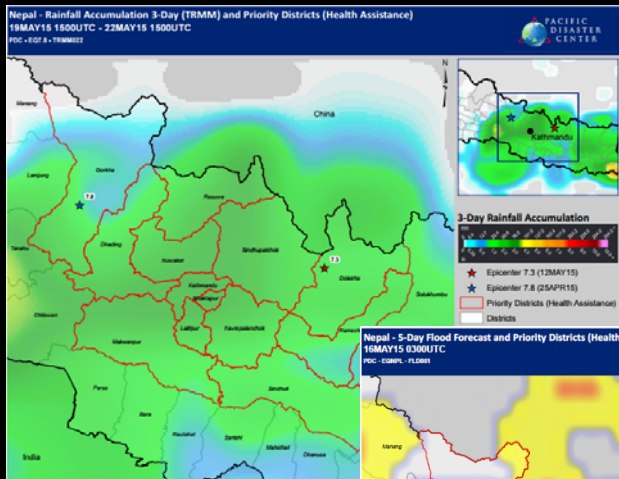 Nepal - Rainfall Accumulation 3-Day (TRMM) and Priority Districts (Health Assistance)
19MAY15 1500UTC - 22MAY15 1500UTC
PDC - EQ7.8 - TRMM022
PACIFIC
DISASTER
CENTER
N
Manang
China
Gorkha
Lamjung
7.8
Rasuwa
Dhading
Sindhupalchok
Tanahu
Nuwakot
7.3
Dolakha
Kathmandu
Bhaktapur
Solukhumbu
Chitawan
Lalitpur
Kavrepalanchok
Makwanpur
Sindhuli
Parsa
Bara
Rautahat
Sarlahi
Mahottari
Dhanusa
India
Kathmandu
3-Day Rainfall Accumulation
Epicenter 7.3 (12MAY15)
Epicenter 7.8 (25APR15)
Priority Districts (Health Assistance)
Districts
Nepal - 5-Day Flood Forecast and Priority Districts (Health
16MAY15 0300UTC
PDC - EQNPL - FLD001
Manang